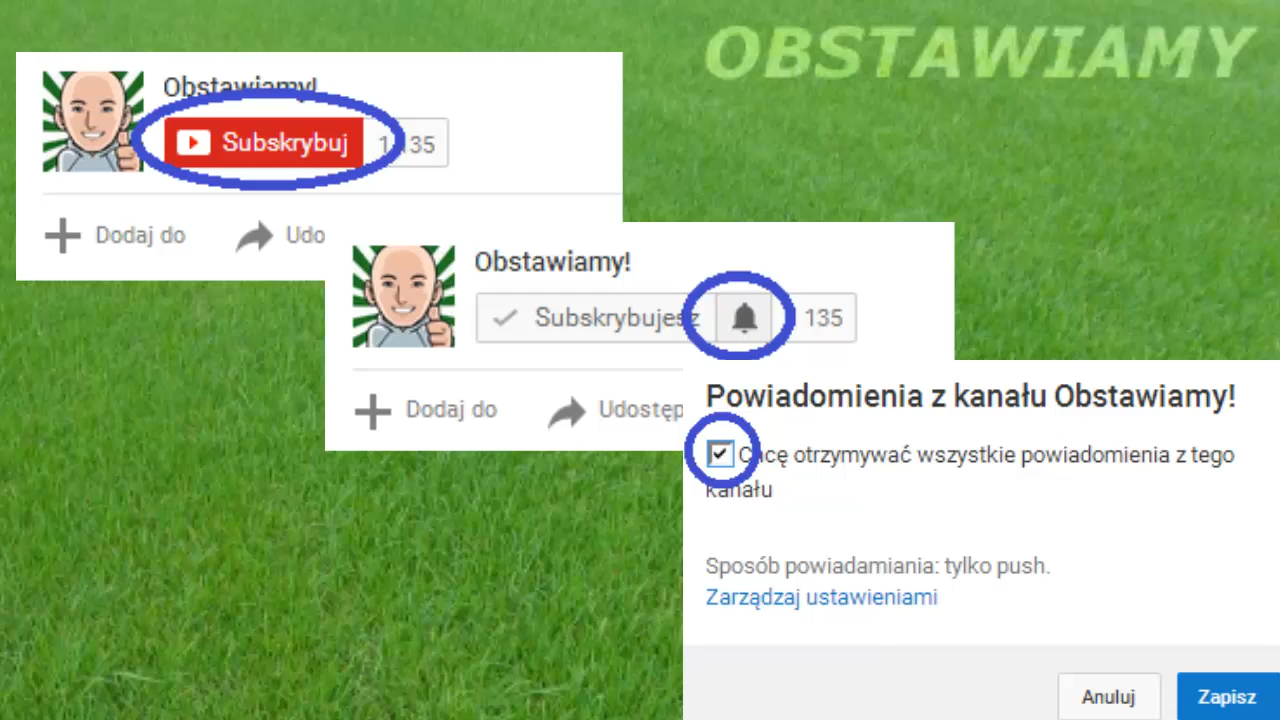 OBSTAWIAMY
Obstawiamy!
Subskrybuj
Dodaj do
Udo
Obstawiamy!
Subskrybujesz 135
Dodaj do
Udostęp
Powiadomienia z kanału Obstawiamy!
Chcę otrzymywać wszystkie powiadomienia z tego
kanału
Sposób powiadamiania: tylko push.
Zarządzaj ustawieniami
Anuluj Zapisz